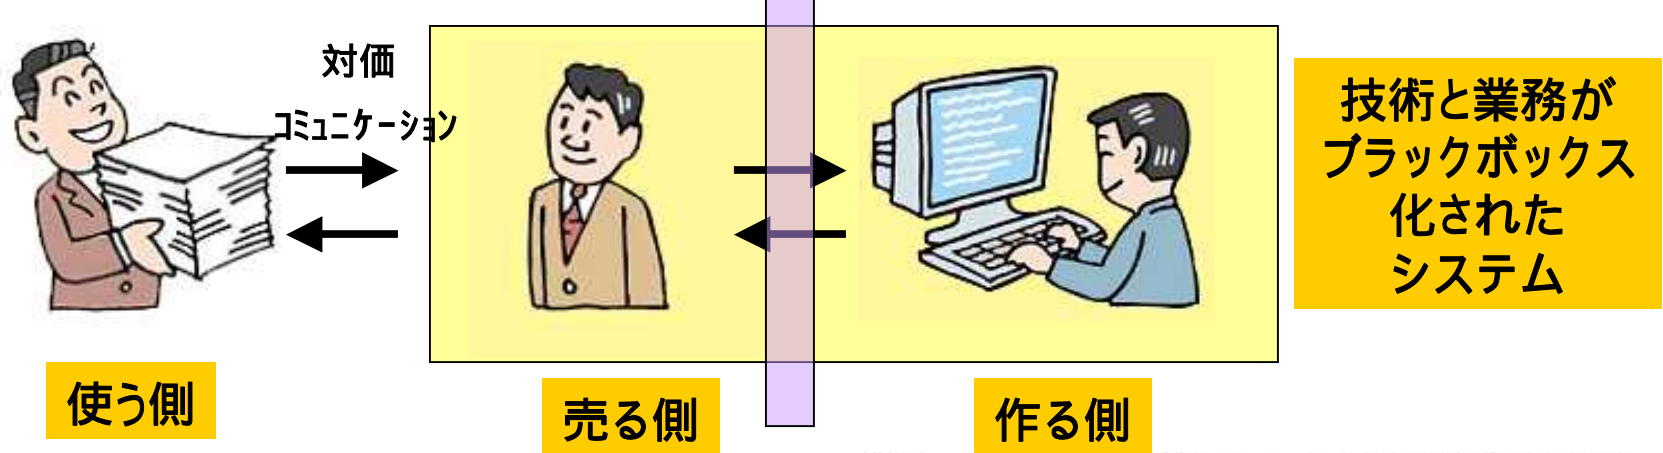 対価
コミュニケーション
技術と業務が
ブラックボックス
化された
システム
使う側
売る側
作る側